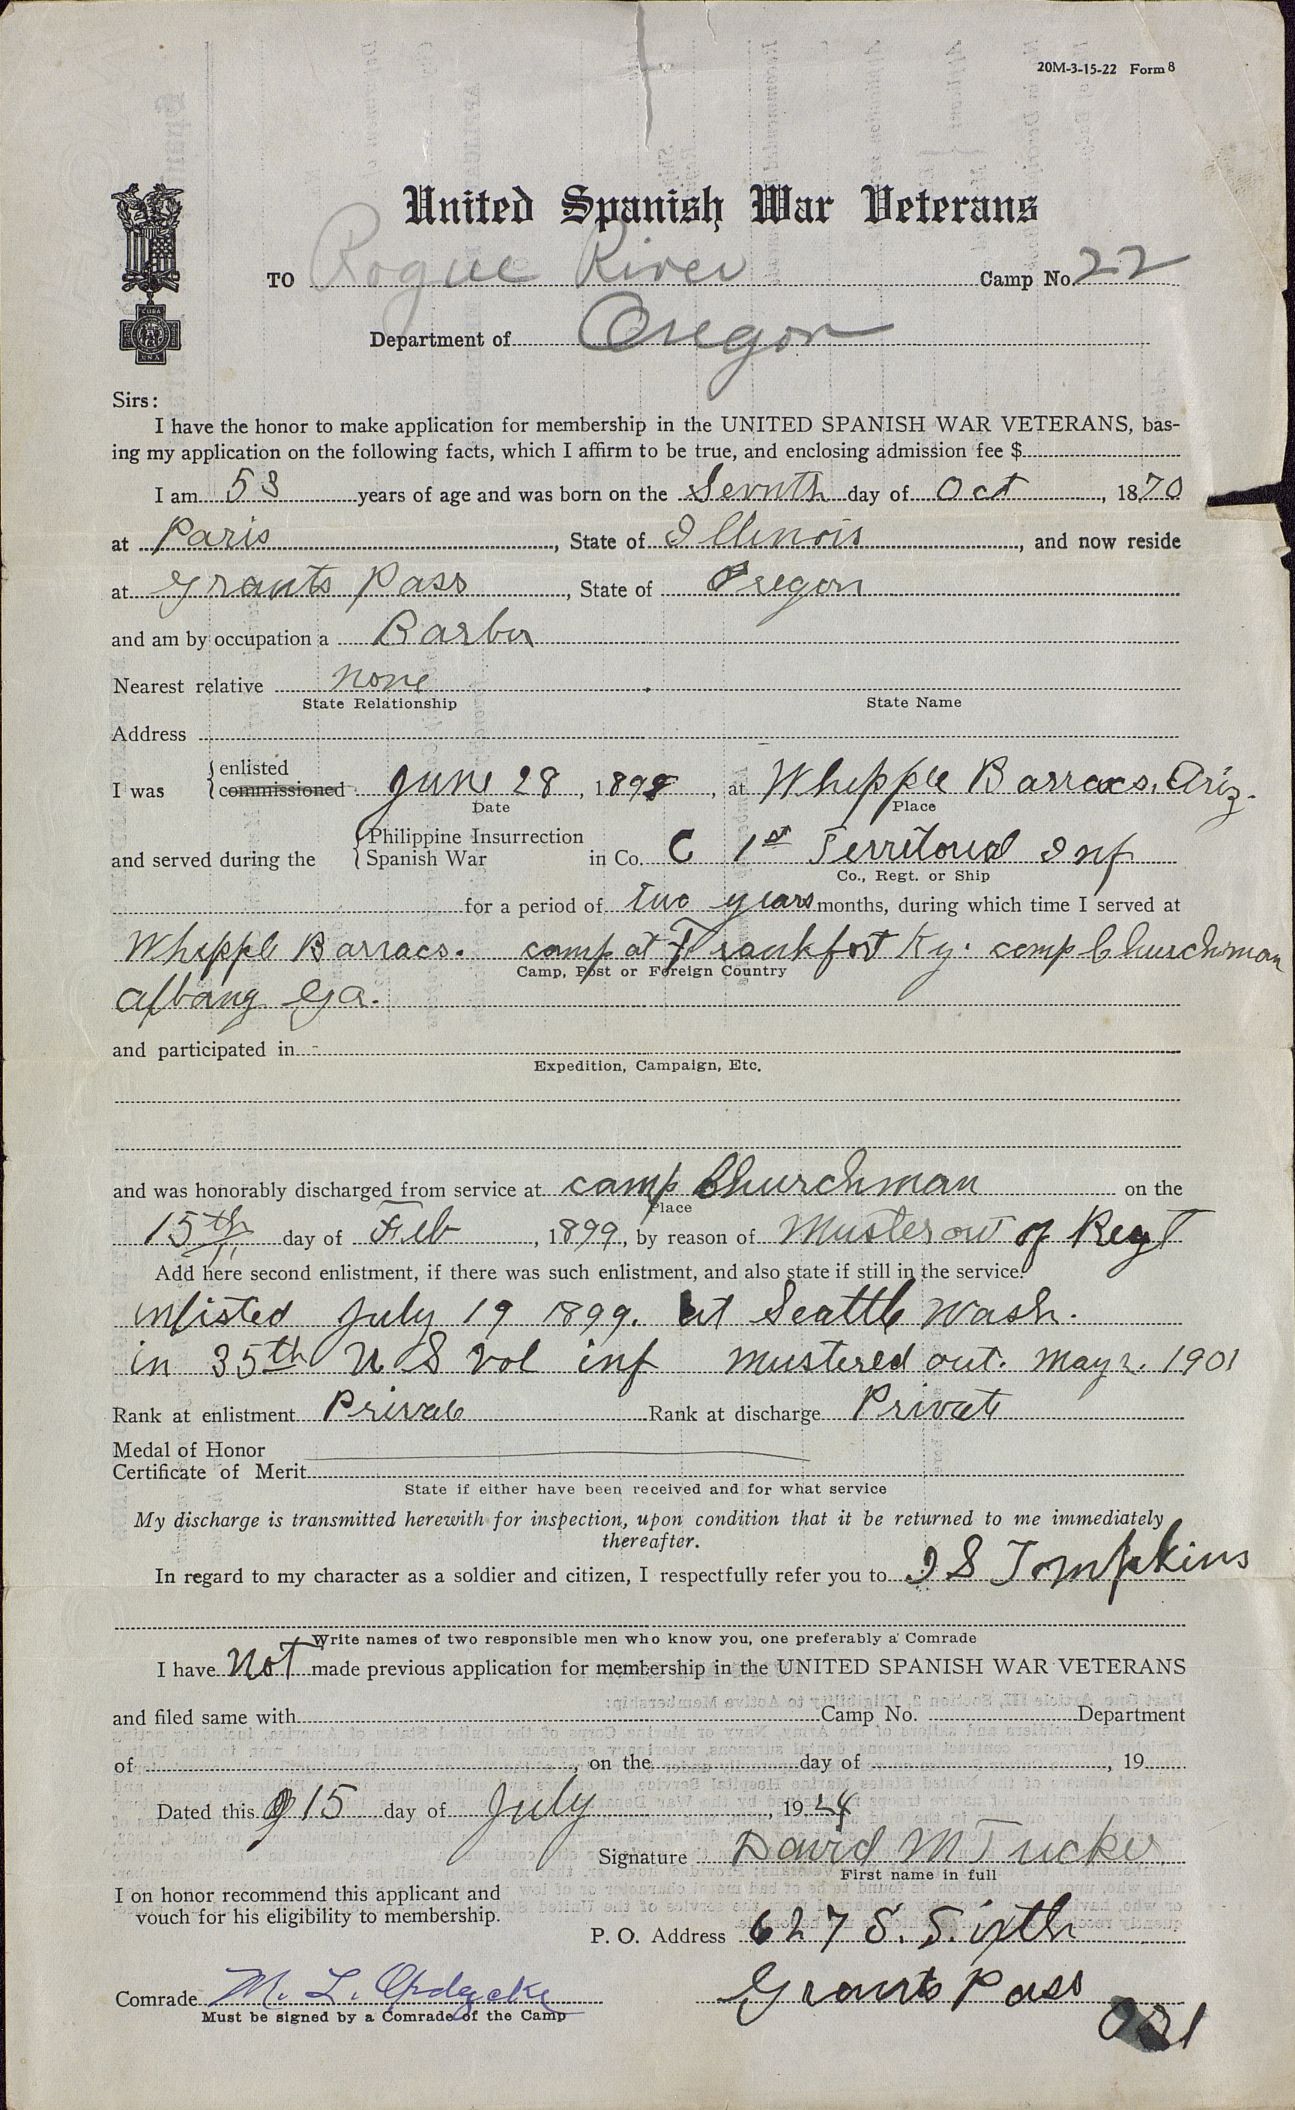 20M-3-15-22 Form 8
United Spanish War Veterans
TO Rogue River Camp No. 22
Department of Oregon
Sirs:
I have the honor to make application for membership in the UNITED SPANISH WAR VETERANS, bas-
ing my application on the following facts, which I affirm to be true, and enclosing admission fee $
I am 53 years of age and was born on the Sevnth day of Oct, 1870
at Paris, State of Illinois, and now reside
at Grants Pass, State of Oregon
and am by occupation a Barber
Nearest relative none
State Relationship State Name
Address
enlisted
I was commissioned June 28, 1898, at Whipple Barracs, Ariz.
Date Place
Philippine Insurrection
and served during the Spanish War in Co. C 1st Territorial Inf
Co., Regt. or Ship
for a period of two years months, during which time I served at
Whipple Barracs. camp at Frankfort Ky. camp Churchman
Camp, Post or Foreign Country
Albany Ga.
and participated in
Expedition, Campaign, Etc.
and was honorably discharged from service at camp Churchman on the
Place
15th day of Feb, 1899, by reason of Muster out of Regt
Add here second enlistment, if there was such enlistment, and also state if still in the service.
inlisted July 19 1899. at Seattle Wash.
in 35th U S Vol inf mustered out. May 2. 1901
Rank at enlistment Private Rank at discharge Private
Medal of Honor
Certificate of Merit
State if either have been received and for what service
My discharge is transmitted herewith for inspection, upon condition that it be returned to me immediately
thereafter.
In regard to my character as a soldier and citizen, I respectfully refer you to I S Tompkins
Write names of two responsible men who know you, one preferably a Comrade
I have not made previous application for membership in the UNITED SPANISH WAR VETERANS
and filed same with Camp No. Department
of , on the day of , 19
Dated this 15 day of July, 1924
Signature David M Tucker
First name in full
I on honor recommend this applicant and
vouch for his eligibility to membership.
P. O. Address 627 S. Sixth
Comrade M. L. Opdycke Grants Pass
Must be signed by a Comrade of the Camp